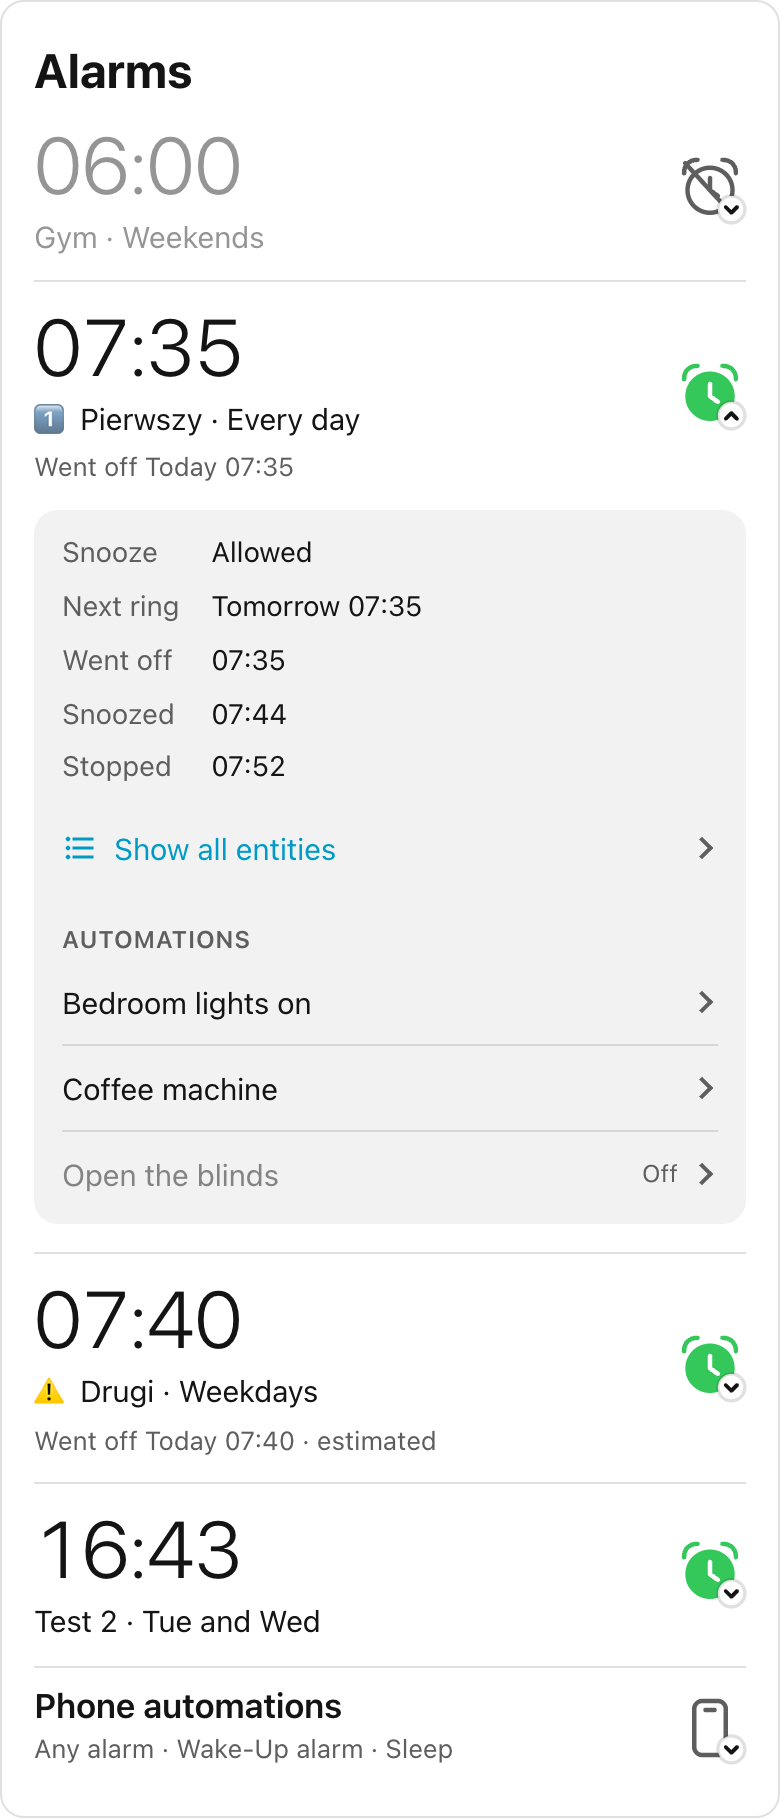 Alarms
06:00
Gym · Weekends
07:35
1️⃣ Pierwszy · Every day
Went off Today 07:35
Snooze Allowed
Next ring Tomorrow 07:35
Went off 07:35
Snoozed 07:44
Stopped 07:52
Show all entities
AUTOMATIONS
Bedroom lights on
Coffee machine
Open the blinds Off
07:40
⚠️ Drugi · Weekdays
Went off Today 07:40 · estimated
16:43
Test 2 · Tue and Wed
Phone automations
Any alarm · Wake-Up alarm · Sleep